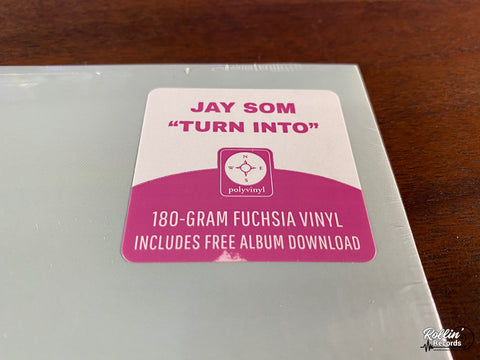 JAY SOM
“TURN INTO”
N
W E
S
polyvinyl
180-GRAM FUCHSIA VINYL
INCLUDES FREE ALBUM DOWNLOAD
Rollin'
Records